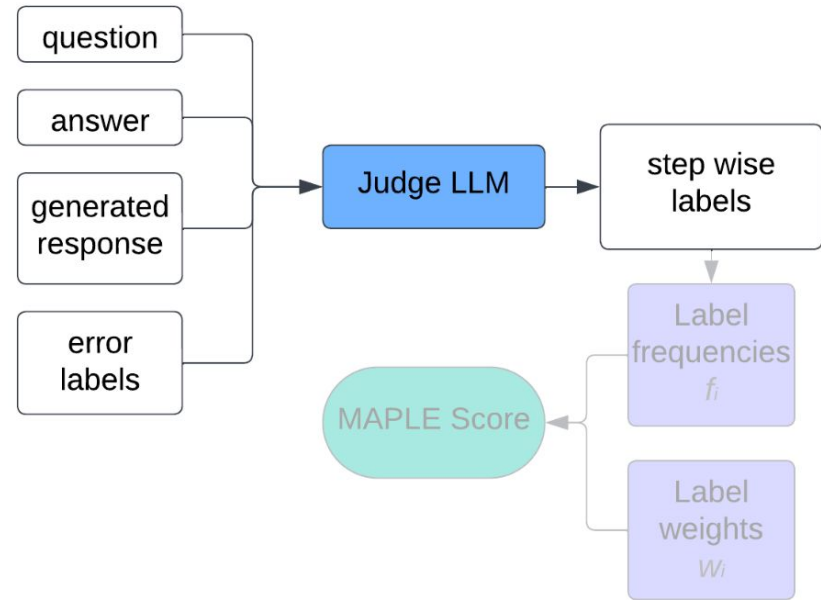 question
answer
generated
response
error
labels
Judge LLM
step wise
labels
Label
frequencies
fi
MAPLE Score
Label
weights
wi